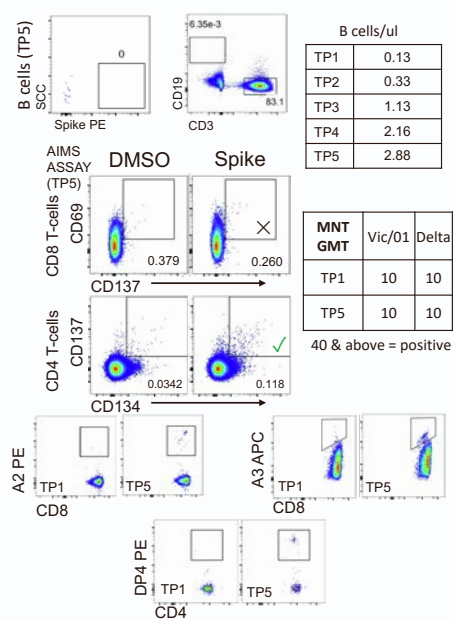 B cells (TP5)
SCC
0
Spike PE
6.35e-3
CD19
83.1
CD3
B cells/ul
TP1 0.13
TP2 0.33
TP3 1.13
TP4 2.16
TP5 2.88
AIMS
ASSAY
(TP5)
DMSO Spike
CD8 T-cells
CD69
0.379 0.260
CD137
CD4 T-cells
CD137
0.0342 0.118
CD134
MNT
GMT Vic/01 Delta
TP1 10 10
TP5 10 10
40 & above = positive
A2 PE
TP1 TP5
CD8
A3 APC
TP1 TP5
CD8
DP4 PE
TP1 TP5
CD4